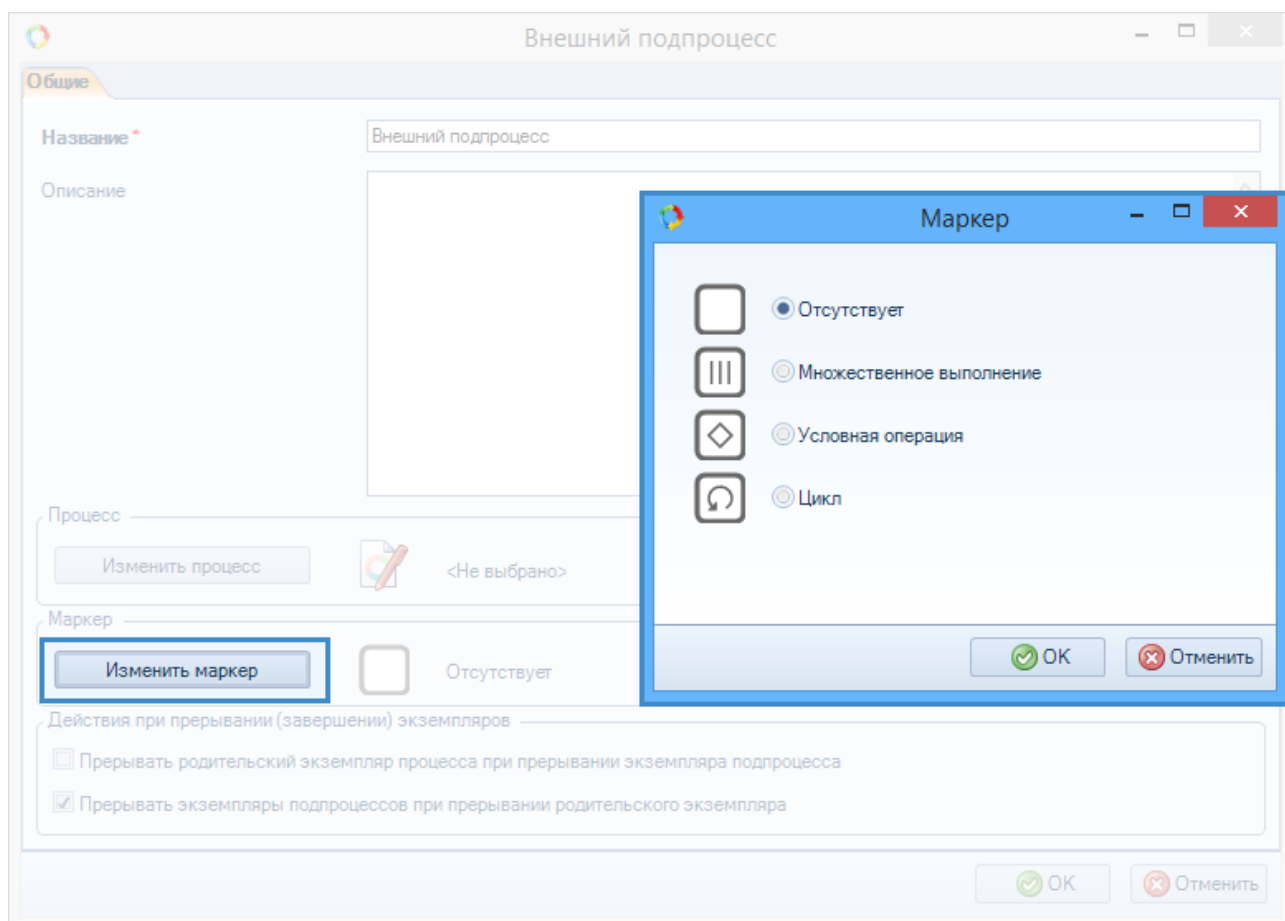 Внешний подпроцесс
Общие
Название*
Внешний подпроцесс
Описание
Маркер
Отсутствует
Множественное выполнение
Условная операция
Цикл
OK
Отменить
Процесс
Изменить процесс
<Не выбрано>
Маркер
Изменить маркер
Отсутствует
Действия при прерывании (завершении) экземпляров
Прерывать родительский экземпляр процесса при прерывании экземпляра подпроцесса
Прерывать экземпляры подпроцессов при прерывании родительского экземпляра
OK
Отменить